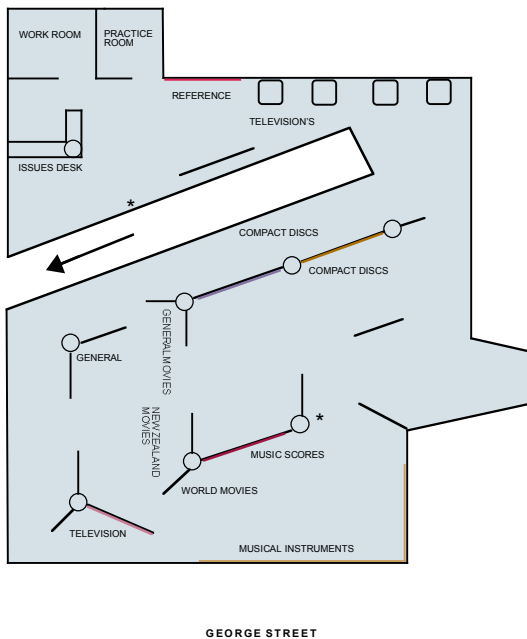 WORK ROOM
PRACTICE
ROOM
REFERENCE
TELEVISION'S
ISSUES DESK
*
COMPACT DISCS
COMPACT DISCS
GENERAL MOVIES
GENERAL
NEW ZEALAND
MOVIES
*
MUSIC SCORES
WORLD MOVIES
TELEVISION
MUSICAL INSTRUMENTS
GEORGE STREET